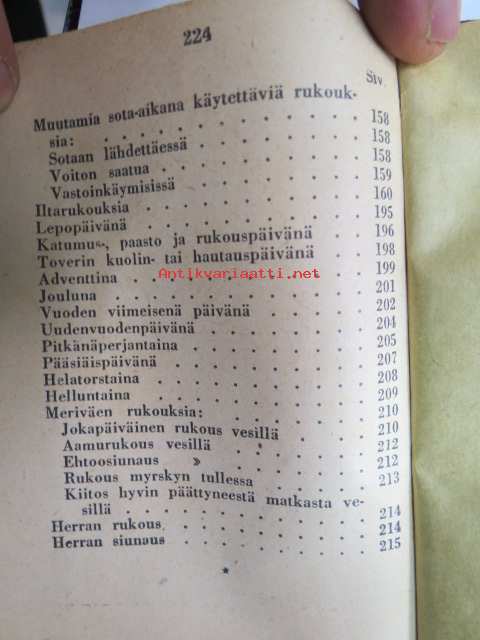 224
Siv.
Muutamia sota-aikana käytettäviä rukouk-
sia: . . . . . . . . . . . 158
Sotaan lähdettäessä . . . . . . . 158
Voiton saatua . . . . . . . . 158
Vastoinkäymisissä . . . . . . . 159
Iltarukouksia . . . . . . . . . 160
Lepopäivänä . . . . . . . . . 195
Katumus-, paasto ja rukouspäivänä . . . 196
Toverin kuolin- tai hautauspäivänä . . . 198
Adventtina . . . . . . . . . 199
Jouluna . . . . . . . . . . 201
Vuoden viimeisenä päivänä . . . . . 202
Uudenvuodenpäivänä . . . . . . . 204
Pitkänäperjantaina . . . . . . . 205
Pääsiäispäivänä . . . . . . . . 207
Helatorstaina . . . . . . . . 208
Helluntaina . . . . . . . . . 209
Meriväen rukouksia: . . . . . . . 210
Jokapäiväinen rukous vesillä . . . . 210
Aamurukous vesillä . . . . . . 212
Ehtoosiunaus » . . . . . . 212
Rukous myrskyn tullessa . . . . . 213
Kiitos hyvin päättyneestä matkasta ve-
sillä . . . . . . . . . . 214
Herran rukous . . . . . . . . 214
Herran siunaus . . . . . . . . 215
*
Antikvariaatti.net